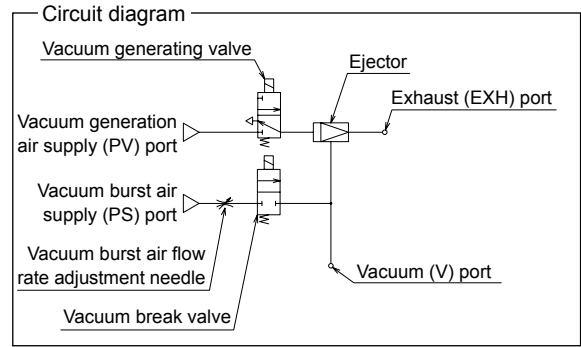 Circuit diagram
Vacuum generating valve
Ejector
Exhaust (EXH) port
Vacuum generation
air supply (PV) port
Vacuum burst air
supply (PS) port
Vacuum burst air flow
rate adjustment needle
Vacuum (V) port
Vacuum break valve